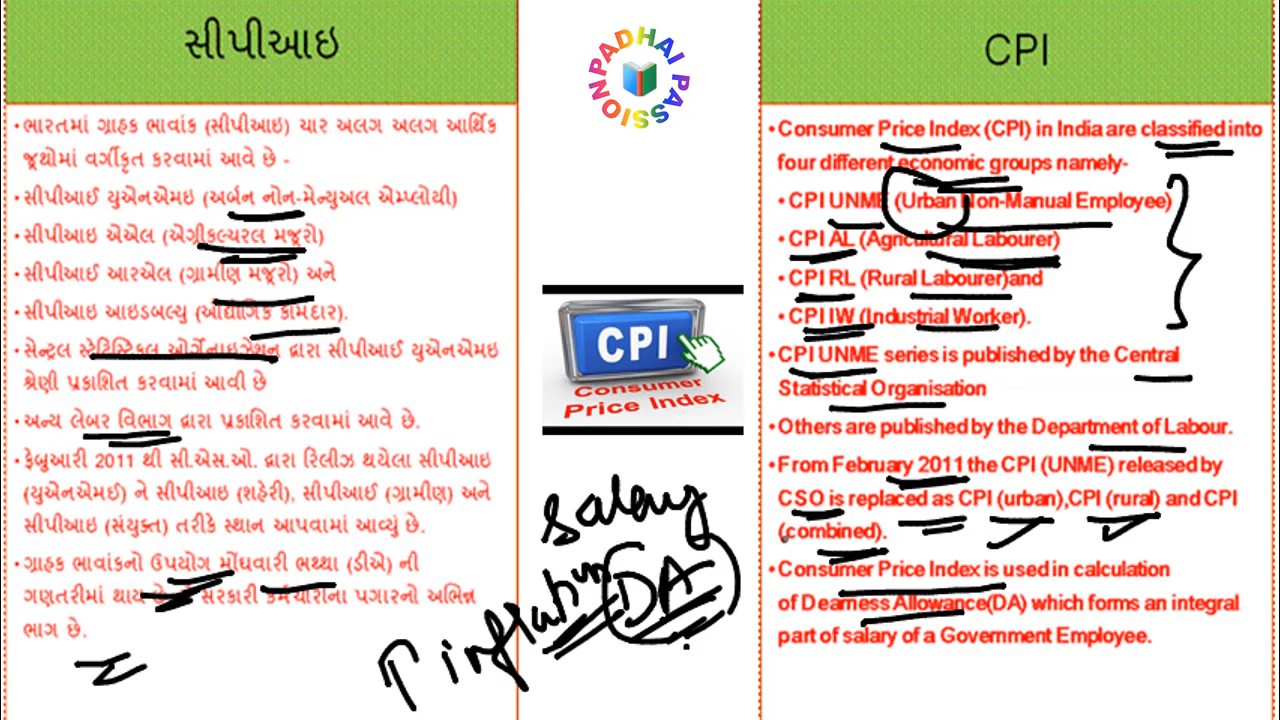 સીપીઆઇ
• ભારતમાં ગ્રાહક ભાવાંક (સીપીઆઇ) ચાર અલગ અલગ આર્થિક
જૂથોમાં વર્ગીકૃત કરવામાં આવે છે -
• સીપીઆઈ યુએનએમઇ (અર્બન નોન-મેન્યુઅલ એમ્પ્લોયી)
• સીપીઆઇ એએલ (એગ્રીકલ્ચરલ મજૂરો)
• સીપીઆઇ આરએલ (ગ્રામીણ મજૂરો) અને
• સીપીઆઇ આઇડબલ્યુ (ઔદ્યોગિક કામદાર).
• સેન્ટ્રલ સ્ટેટિસ્ટિકલ ઓર્ગેનાઇઝેશન દ્વારા સીપીઆઈ યુએનએમઇ
શ્રેણી પ્રકાશિત કરવામાં આવી છે
• અન્ય લેબર વિભાગ દ્વારા પ્રકાશિત કરવામાં આવે છે.
• ફેબ્રુઆરી 2011 થી સી.એસ.ઓ. દ્વારા રિલીઝ થયેલા સીપીઆઇ
(યુએનએમઈ) ને સીપીઆઇ (શહેરી), સીપીઆઈ (ગ્રામીણ) અને
સીપીઆઇ (સંયુક્ત) તરીકે સ્થાન આપવામાં આવ્યું છે.
• ગ્રાહક ભાવાંકનો ઉપયોગ મોંઘવારી ભથ્થા (ડીએ) ની
ગણતરીમાં થાય સરકારી કર્મચારીના પગારનો અભિન્ન
ભાગ છે.
PADHAI PASSION
CPI
Consumer
Price Index
Salary
DA
↑ inflation
CPI
• Consumer Price Index (CPI) in India are classified into
four different economic groups namely-
• CPI UNME (Urban Non-Manual Employee)
• CPI AL (Agricultural Labourer)
• CPI RL (Rural Labourer)and
• CPI IW (Industrial Worker).
• CPI UNME series is published by the Central
Statistical Organisation
• Others are published by the Department of Labour.
• From February 2011 the CPI (UNME) released by
CSO is replaced as CPI (urban),CPI (rural) and CPI
(combined).
• Consumer Price Index is used in calculation
of Dearness Allowance(DA) which forms an integral
part of salary of a Government Employee.